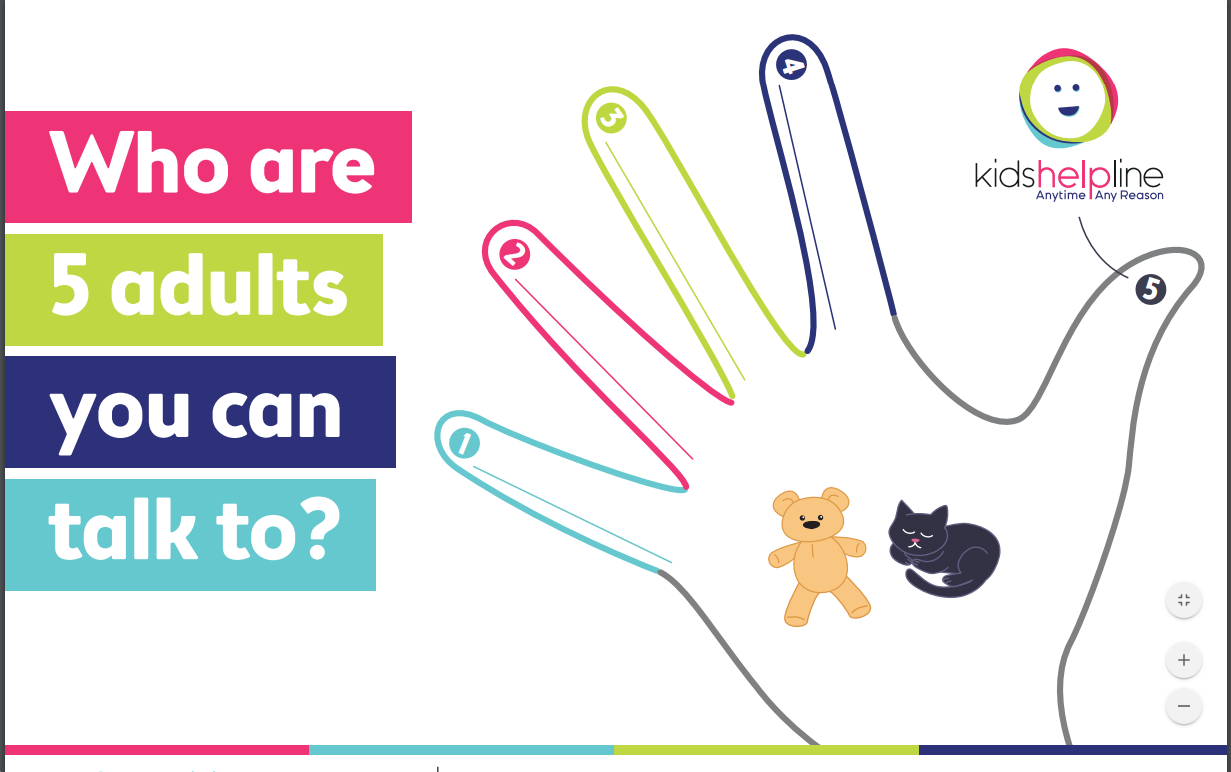 Who are
5 adults
you can
talk to?
1
2
3
4
5
kidshelpline
Anytime Any Reason